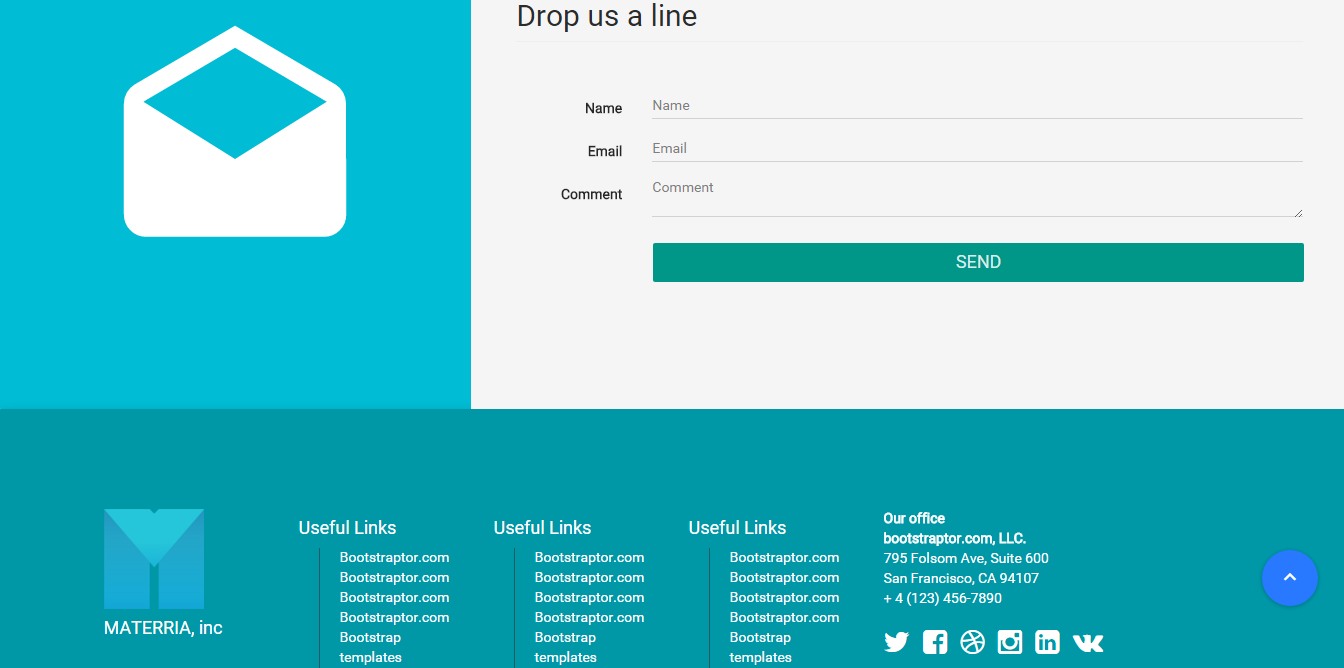 Drop us a line
Name
Name
Email
Email
Comment
Comment
SEND
MATERRIA, inc
Useful Links
Bootstraptor.com
Bootstraptor.com
Bootstraptor.com
Bootstraptor.com
Bootstrap
templates
Useful Links
Bootstraptor.com
Bootstraptor.com
Bootstraptor.com
Bootstraptor.com
Bootstrap
templates
Useful Links
Bootstraptor.com
Bootstraptor.com
Bootstraptor.com
Bootstraptor.com
Bootstrap
templates
Our office
bootstraptor.com, LLC.
795 Folsom Ave, Suite 600
San Francisco, CA 94107
+ 4 (123) 456-7890